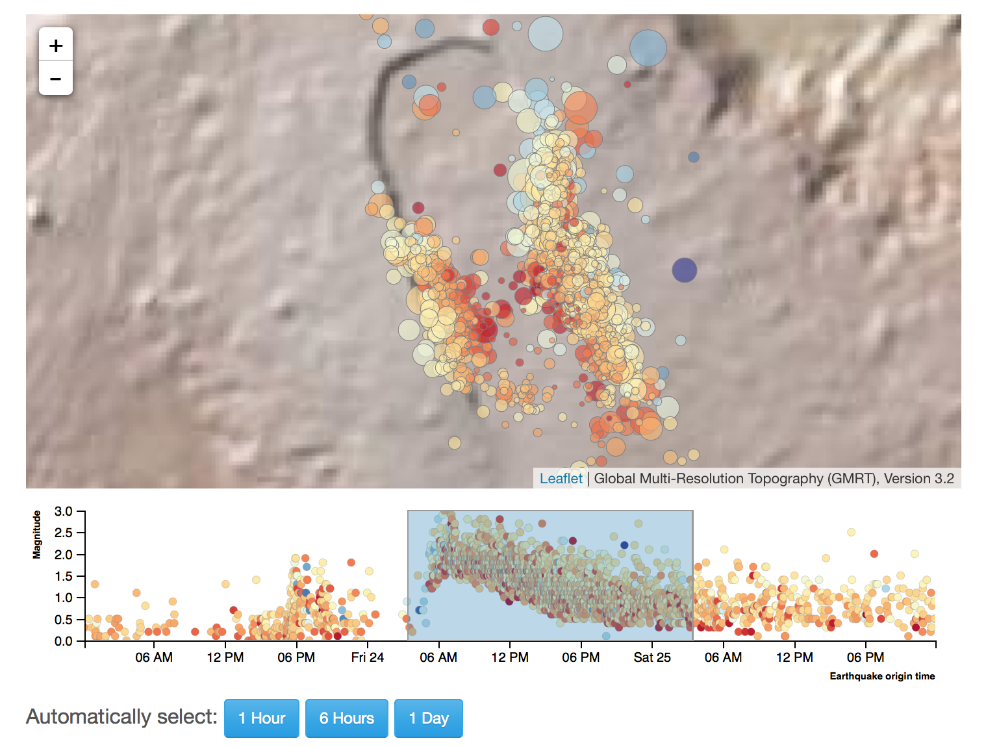 +
−
Leaflet | Global Multi-Resolution Topography (GMRT), Version 3.2
Magnitude
3.0
2.5
2.0
1.5
1.0
0.5
0.0
06 AM 12 PM 06 PM Fri 24 06 AM 12 PM 06 PM Sat 25 06 AM 12 PM 06 PM
Earthquake origin time
Automatically select: 1 Hour 6 Hours 1 Day